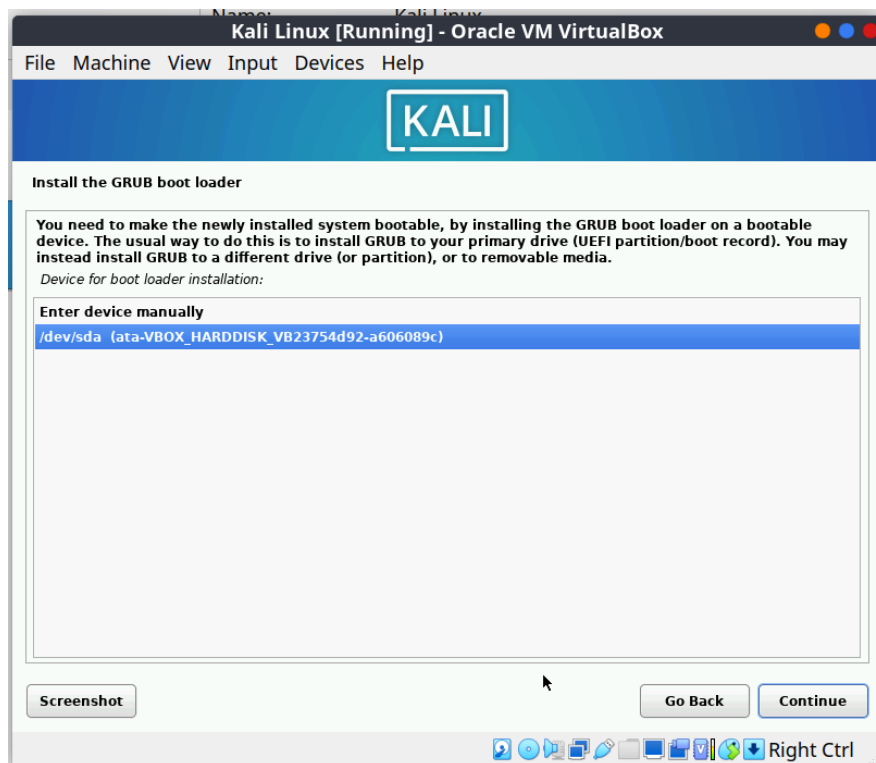 Name: Kali Linux
Kali Linux [Running] - Oracle VM VirtualBox
File Machine View Input Devices Help
KALI
Install the GRUB boot loader
You need to make the newly installed system bootable, by installing the GRUB boot loader on a bootable
device. The usual way to do this is to install GRUB to your primary drive (UEFI partition/boot record). You may
instead install GRUB to a different drive (or partition), or to removable media.
Device for boot loader installation:
Enter device manually
/dev/sda (ata-VBOX_HARDDISK_VB23754d92-a606089c)
Screenshot
Go Back
Continue
Right Ctrl